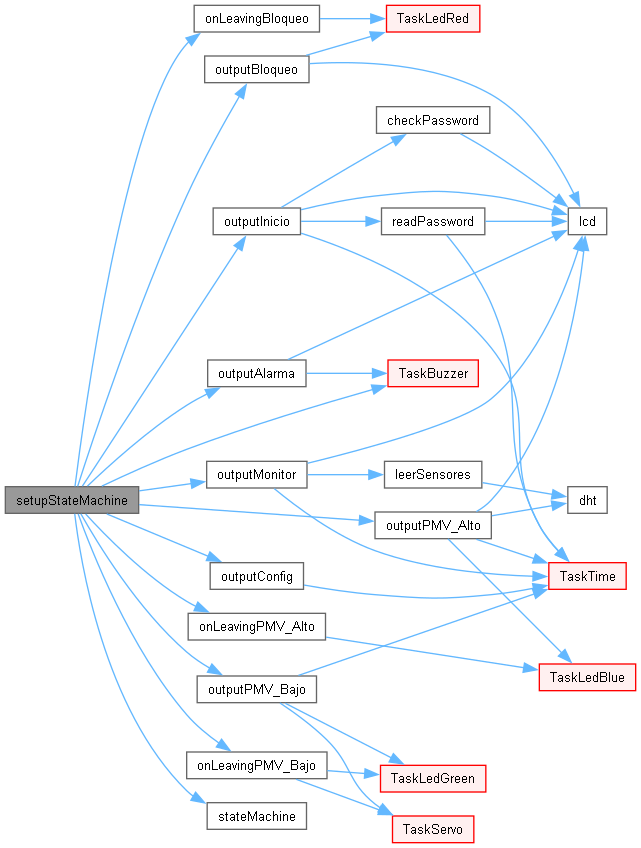 onLeavingBloqueo
TaskLedRed
outputBloqueo
checkPassword
outputInicio
readPassword
lcd
outputAlarma
TaskBuzzer
outputMonitor
leerSensores
setupStateMachine
dht
outputPMV_Alto
outputConfig
TaskTime
onLeavingPMV_Alto
TaskLedBlue
outputPMV_Bajo
onLeavingPMV_Bajo
TaskLedGreen
stateMachine
TaskServo